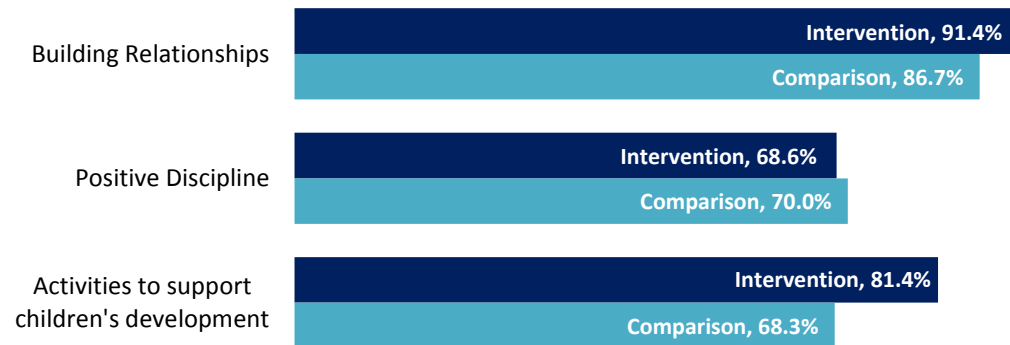 Intervention, 91.4%
Building Relationships
Comparison, 86.7%
Intervention, 68.6%
Positive Discipline
Comparison, 70.0%
Intervention, 81.4%
Activities to support
children's development
Comparison, 68.3%